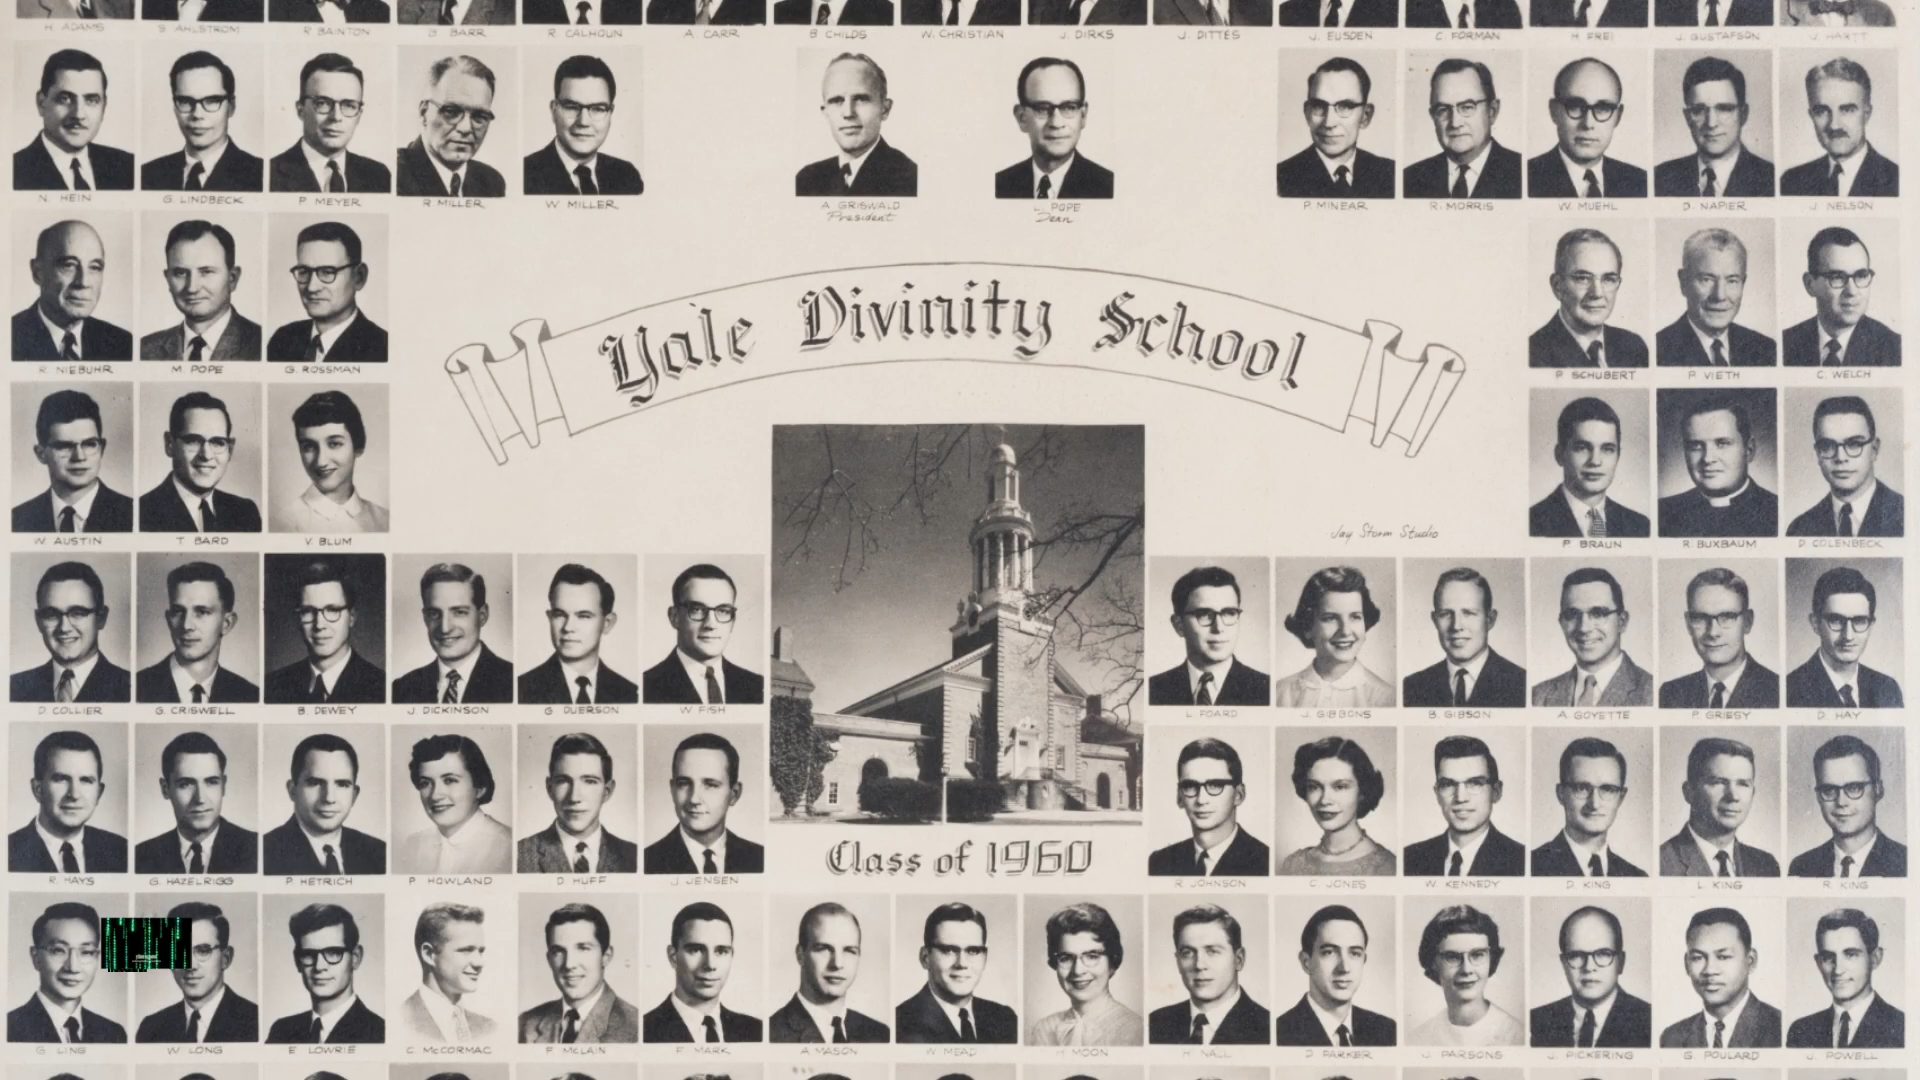 H. ADAMS S. AHLSTROM R. BAINTON B. BARR R. CALHOUN A. CARR B. CHILDS W. CHRISTIAN J. DIRKS J. DITTES J. EUSDEN C. FORMAN H. FREI J. GUSTAFSON J. HARTT
N. HEIN G. LINDBECK P. MEYER R. MILLER W. MILLER A. GRISWALD L. POPE P. MINEAR R. MORRIS W. MUEHL D. NAPIER J. NELSON
President Dean
R. NIEBUHR M. POPE G. ROSSMAN P. SCHUBERT P. VIETH C. WELCH
Yale Divinity School
W. AUSTIN T. BARD V. BLUM P. BRAUN R. BUXBAUM D. COLENBECK
Jay Storm Studio
D. COLLIER G. CRISWELL B. DEWEY J. DICKINSON G. DUERSON W. FISH L. FOARD J. GIBBONS B. GIBSON A. GOYETTE P. GRIESY D. HAY
R. HAYS G. HAZELRIGG P. HETRICH P. HOWLAND D. HUFF J. JENSEN R. JOHNSON C. JONES W. KENNEDY D. KING L. KING R. KING
Class of 1960
G. LING W. LONG E. LOWRIE C. McCORMAC F. McLAIN F. MARK A. MASON W. MEAD H. MOON H. NALL D. PARKER J. PARSONS J. PICKERING G. POULARD J. POWELL